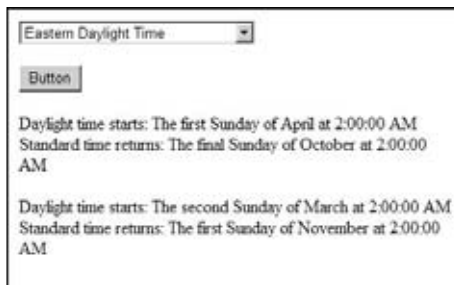 Eastern Daylight Time
Button
Daylight time starts: The first Sunday of April at 2:00:00 AM
Standard time returns: The final Sunday of October at 2:00:00
AM
Daylight time starts: The second Sunday of March at 2:00:00 AM
Standard time returns: The first Sunday of November at 2:00:00
AM